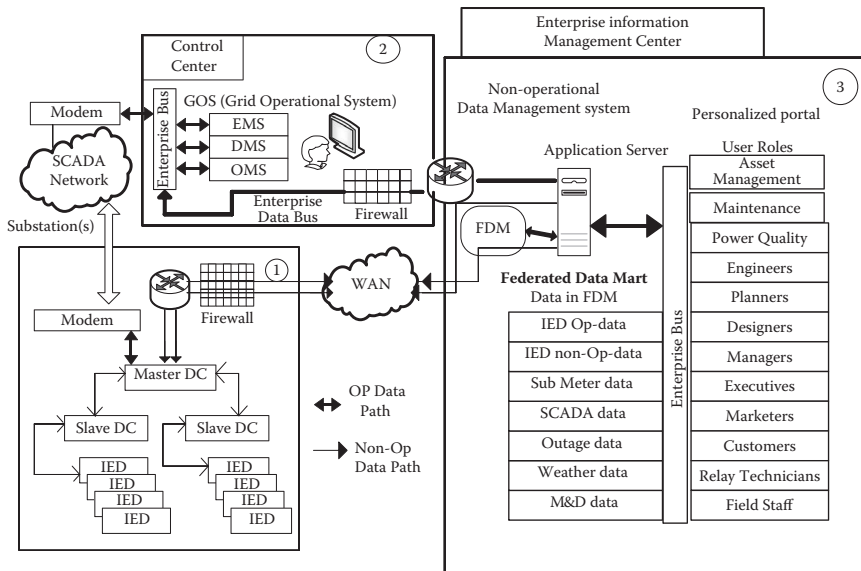 Enterprise information
Management Center
Control
Center
2
GOS (Grid Operational System)
Modem
Enterprise Bus
EMS
DMS
OMS
SCADA
Network
Enterprise
Data Bus
Firewall
Substation(s)
3
Non-operational
Data Management system
Personalized portal
Application Server
User Roles
Asset
Management
Maintenance
Power Quality
Engineers
Planners
Designers
Managers
Executives
Marketers
Customers
Relay Technicians
Field Staff
FDM
Federated Data Mart
Data in FDM
IED Op-data
IED non-Op-data
Sub Meter data
SCADA data
Outage data
Weather data
M&D data
Enterprise Bus
1
WAN
Firewall
Modem
Master DC
Slave DC
Slave DC
IED
IED
IED
IED
IED
IED
IED
IED
OP Data
Path
Non-Op
Data Path